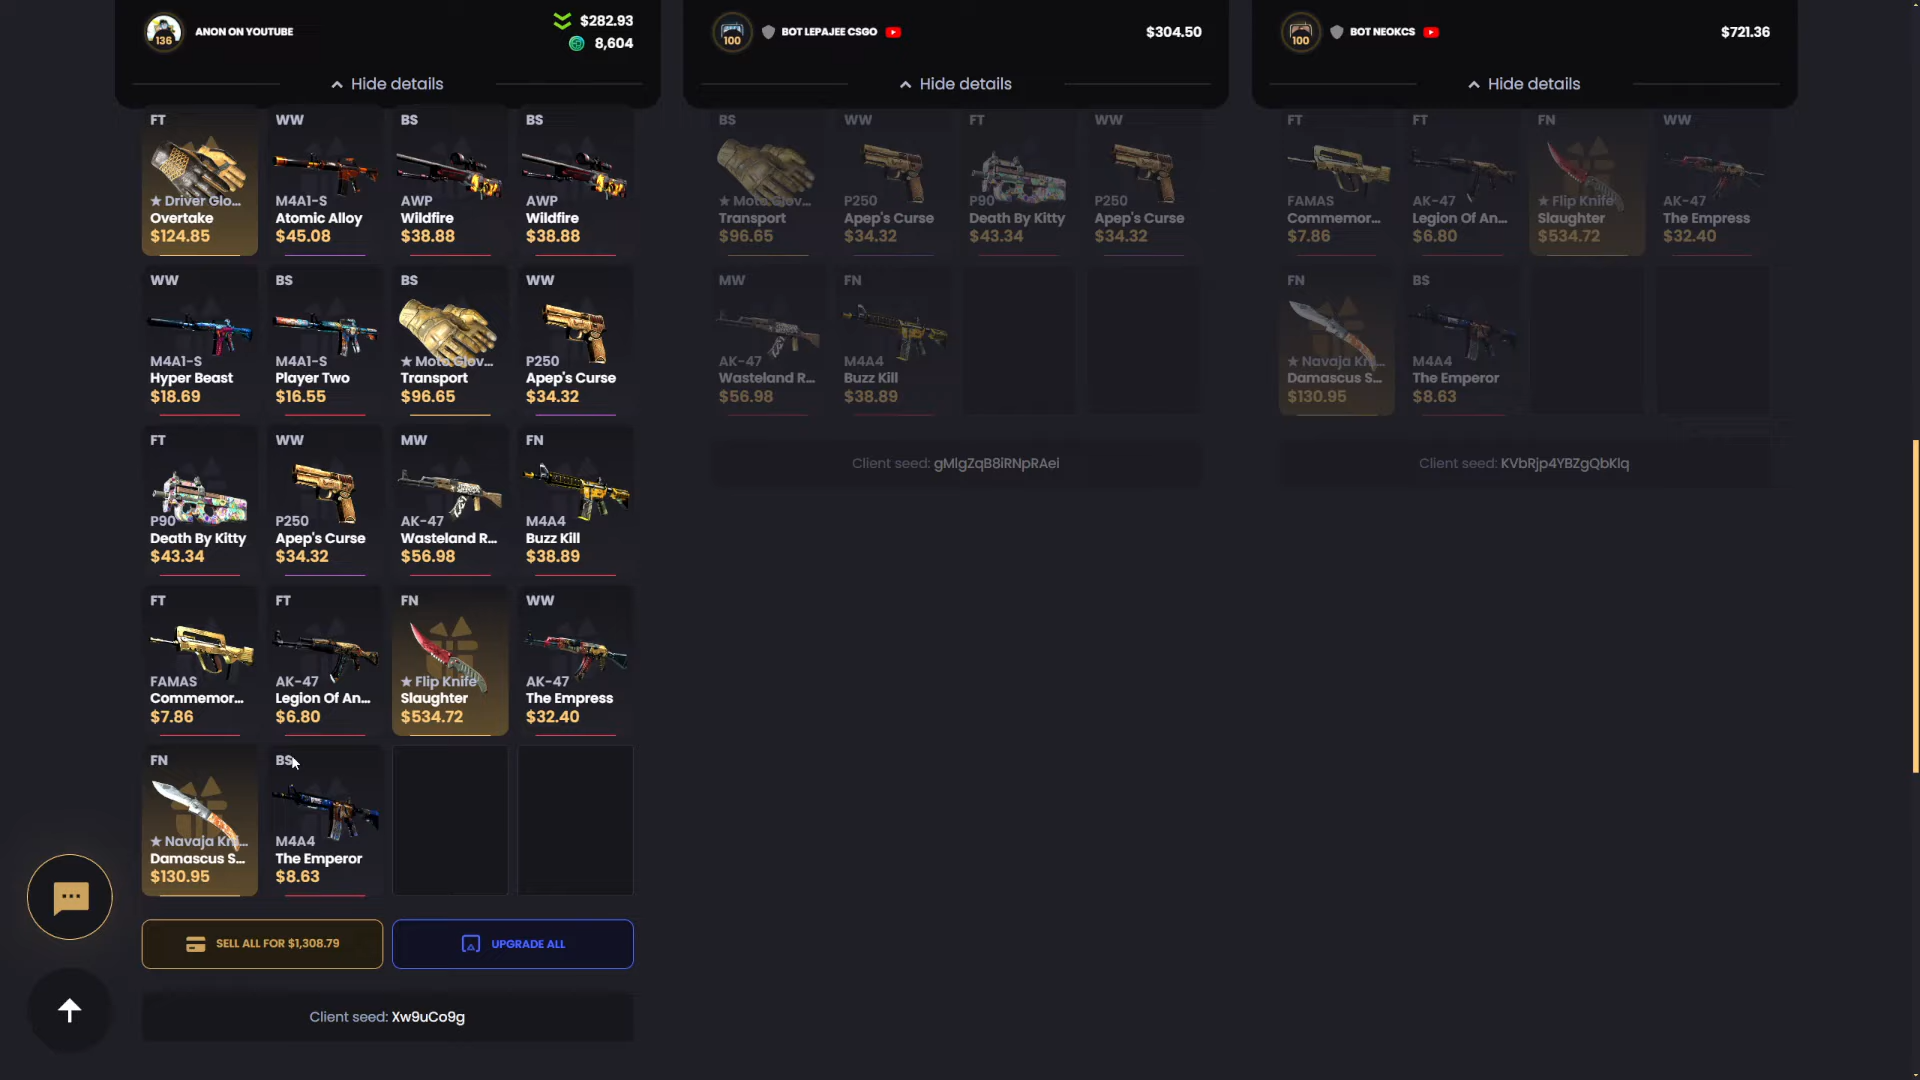 136
ANON ON YOUTUBE
$282.93
8,604
Hide details
100
BOT LEPAJEE CSGO
$304.50
Hide details
100
BOT NEOKCS
$721.36
Hide details
FT
★ Driver Glo...
Overtake
$124.85
WW
M4A1-S
Atomic Alloy
$45.08
BS
AWP
Wildfire
$38.88
BS
AWP
Wildfire
$38.88
WW
M4A1-S
Hyper Beast
$18.69
BS
M4A1-S
Player Two
$16.55
BS
★ Moto Glov...
Transport
$96.65
WW
P250
Apep's Curse
$34.32
FT
P90
Death By Kitty
$43.34
WW
P250
Apep's Curse
$34.32
MW
AK-47
Wasteland R...
$56.98
FN
M4A4
Buzz Kill
$38.89
FT
FAMAS
Commemor...
$7.86
FT
AK-47
Legion Of An...
$6.80
FN
★ Flip Knife
Slaughter
$534.72
WW
AK-47
The Empress
$32.40
FN
★ Navaja Kni...
Damascus S...
$130.95
BS
M4A4
The Emperor
$8.63
SELL ALL FOR $1,308.79
UPGRADE ALL
Client seed: Xw9uCo9g
BS
★ Moto Glov...
Transport
$96.65
WW
P250
Apep's Curse
$34.32
FT
P90
Death By Kitty
$43.34
WW
P250
Apep's Curse
$34.32
MW
AK-47
Wasteland R...
$56.98
FN
M4A4
Buzz Kill
$38.89
Client seed: gMlgZqB8iRNpRAei
FT
FAMAS
Commemor...
$7.86
FT
AK-47
Legion Of An...
$6.80
FN
★ Flip Knife
Slaughter
$534.72
WW
AK-47
The Empress
$32.40
FN
★ Navaja Kni...
Damascus S...
$130.95
BS
M4A4
The Emperor
$8.63
Client seed: KVbRjp4YBZgQbKlq